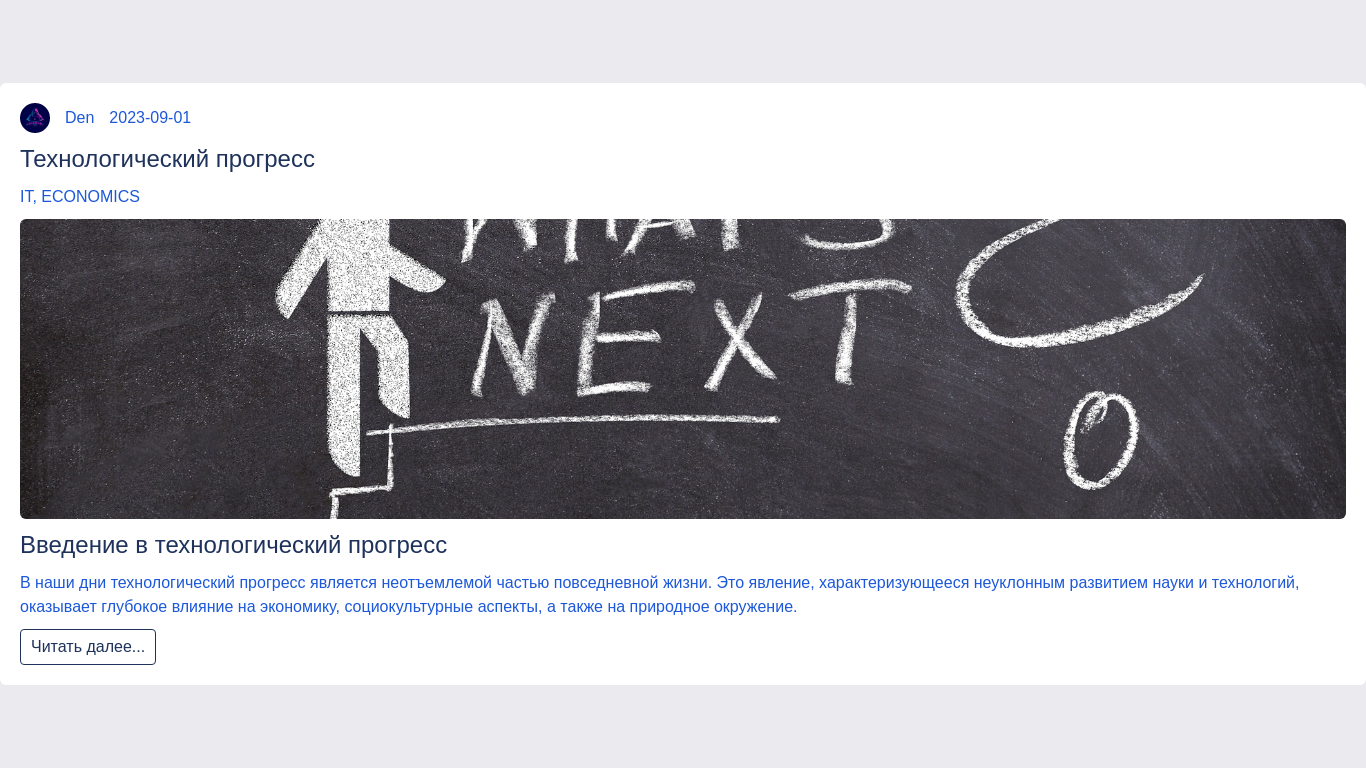 Den 2023-09-01
Технологический прогресс
IT, ECONOMICS
WHAT'S
NEXT
Введение в технологический прогресс
В наши дни технологический прогресс является неотъемлемой частью повседневной жизни. Это явление, характеризующееся неуклонным развитием науки и технологий,
оказывает глубокое влияние на экономику, социокультурные аспекты, а также на природное окружение.
Читать далее...